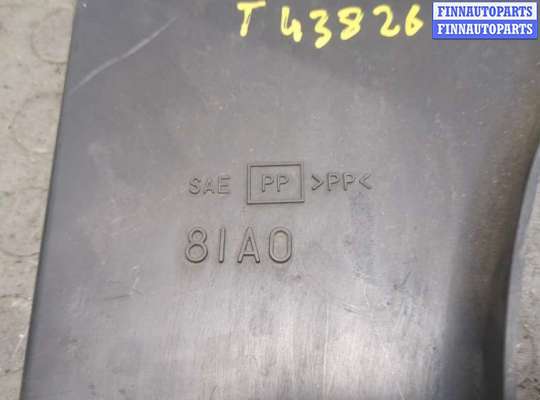 T 43826
FINNAUTOPARTS
FINNAUTOPARTS
SAE PP >PP<
81A0